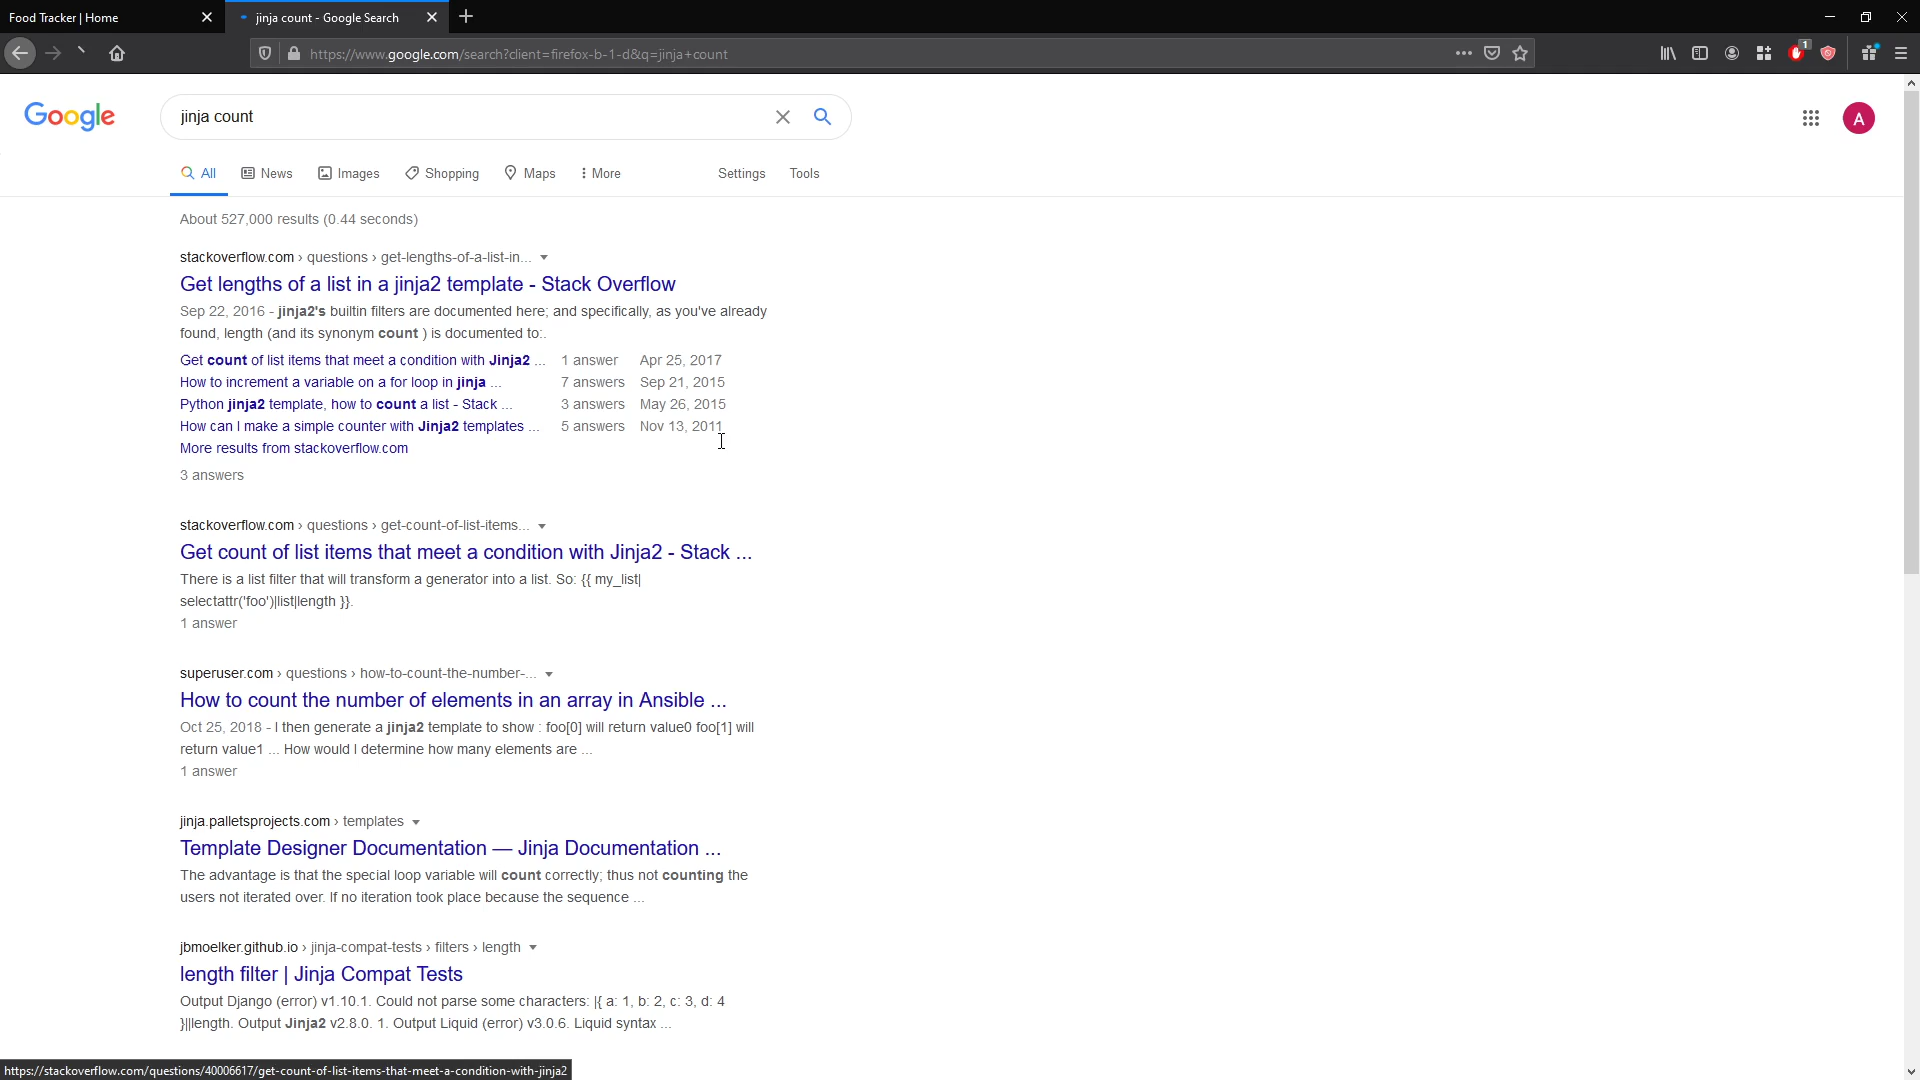 Food Tracker | Home
jinja count - Google Search
https://www.google.com/search?client=firefox-b-1-d&q=jinja+count
1
Google
jinja count
A
All News Images Shopping Maps More Settings Tools
About 527,000 results (0.44 seconds)
stackoverflow.com › questions › get-lengths-of-a-list-in...
Get lengths of a list in a jinja2 template - Stack Overflow
Sep 22, 2016 - jinja2's builtin filters are documented here; and specifically, as you've already
found, length (and its synonym count ) is documented to:.
Get count of list items that meet a condition with Jinja2 ... 1 answer Apr 25, 2017
How to increment a variable on a for loop in jinja ... 7 answers Sep 21, 2015
Python jinja2 template, how to count a list - Stack ... 3 answers May 26, 2015
How can I make a simple counter with Jinja2 templates ... 5 answers Nov 13, 2011
More results from stackoverflow.com
3 answers
stackoverflow.com › questions › get-count-of-list-items...
Get count of list items that meet a condition with Jinja2 - Stack ...
There is a list filter that will transform a generator into a list. So: {{ my_list|
selectattr('foo')|list|length }}.
1 answer
superuser.com › questions › how-to-count-the-number-...
How to count the number of elements in an array in Ansible ...
Oct 25, 2018 - I then generate a jinja2 template to show : foo[0] will return value0 foo[1] will
return value1 ... How would I determine how many elements are ...
1 answer
jinja.palletsprojects.com › templates
Template Designer Documentation — Jinja Documentation ...
The advantage is that the special loop variable will count correctly; thus not counting the
users not iterated over. If no iteration took place because the sequence ...
jbmoelker.github.io › jinja-compat-tests › filters › length
length filter | Jinja Compat Tests
Output Django (error) v1.10.1. Could not parse some characters: |{ a: 1, b: 2, c: 3, d: 4
}||length. Output Jinja2 v2.8.0. 1. Output Liquid (error) v3.0.6. Liquid syntax ...
https://stackoverflow.com/questions/40006617/get-count-of-list-items-that-meet-a-condition-with-jinja2